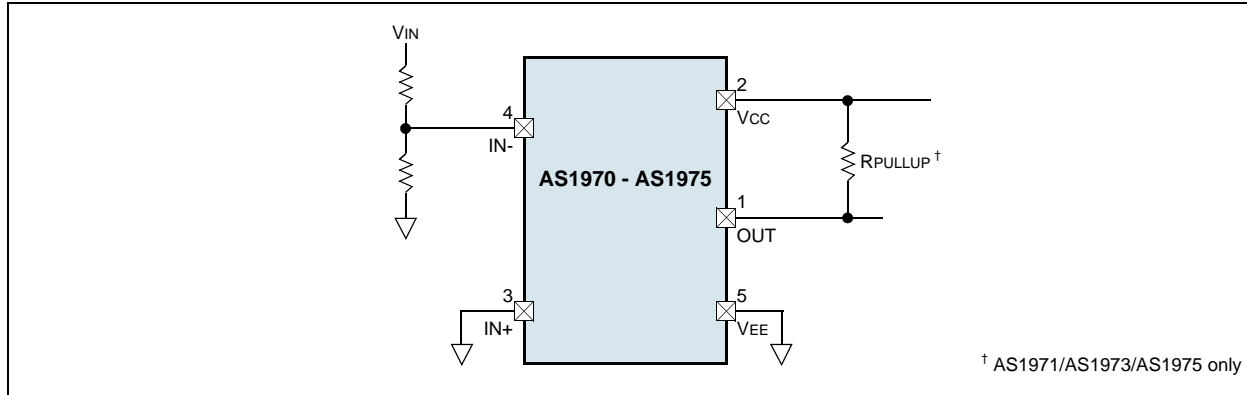 VIN
4
IN-
AS1970 - AS1975
2
VCC
RPULLUP †
1
OUT
3
IN+
5
VEE
† AS1971/AS1973/AS1975 only